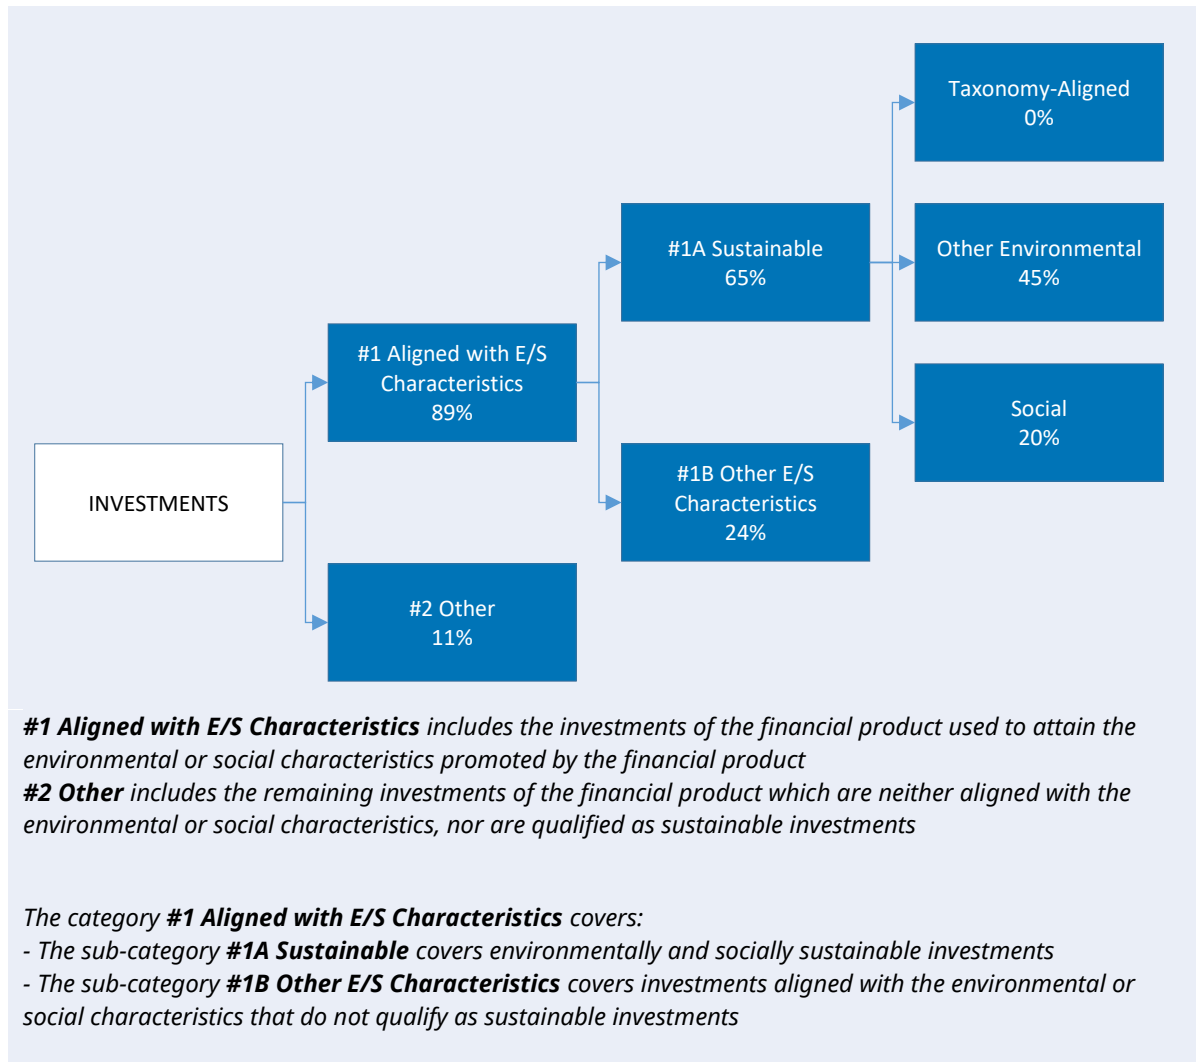 Taxonomy-Aligned
0%
#1A Sustainable
65%
Other Environmental
45%
#1 Aligned with E/S
Characteristics
89%
Social
20%
INVESTMENTS
#1B Other E/S
Characteristics
24%
#2 Other
11%
#1 Aligned with E/S Characteristics includes the investments of the financial product used to attain the
environmental or social characteristics promoted by the financial product
#2 Other includes the remaining investments of the financial product which are neither aligned with the
environmental or social characteristics, nor are qualified as sustainable investments
The category #1 Aligned with E/S Characteristics covers:
- The sub-category #1A Sustainable covers environmentally and socially sustainable investments
- The sub-category #1B Other E/S Characteristics covers investments aligned with the environmental or
social characteristics that do not qualify as sustainable investments